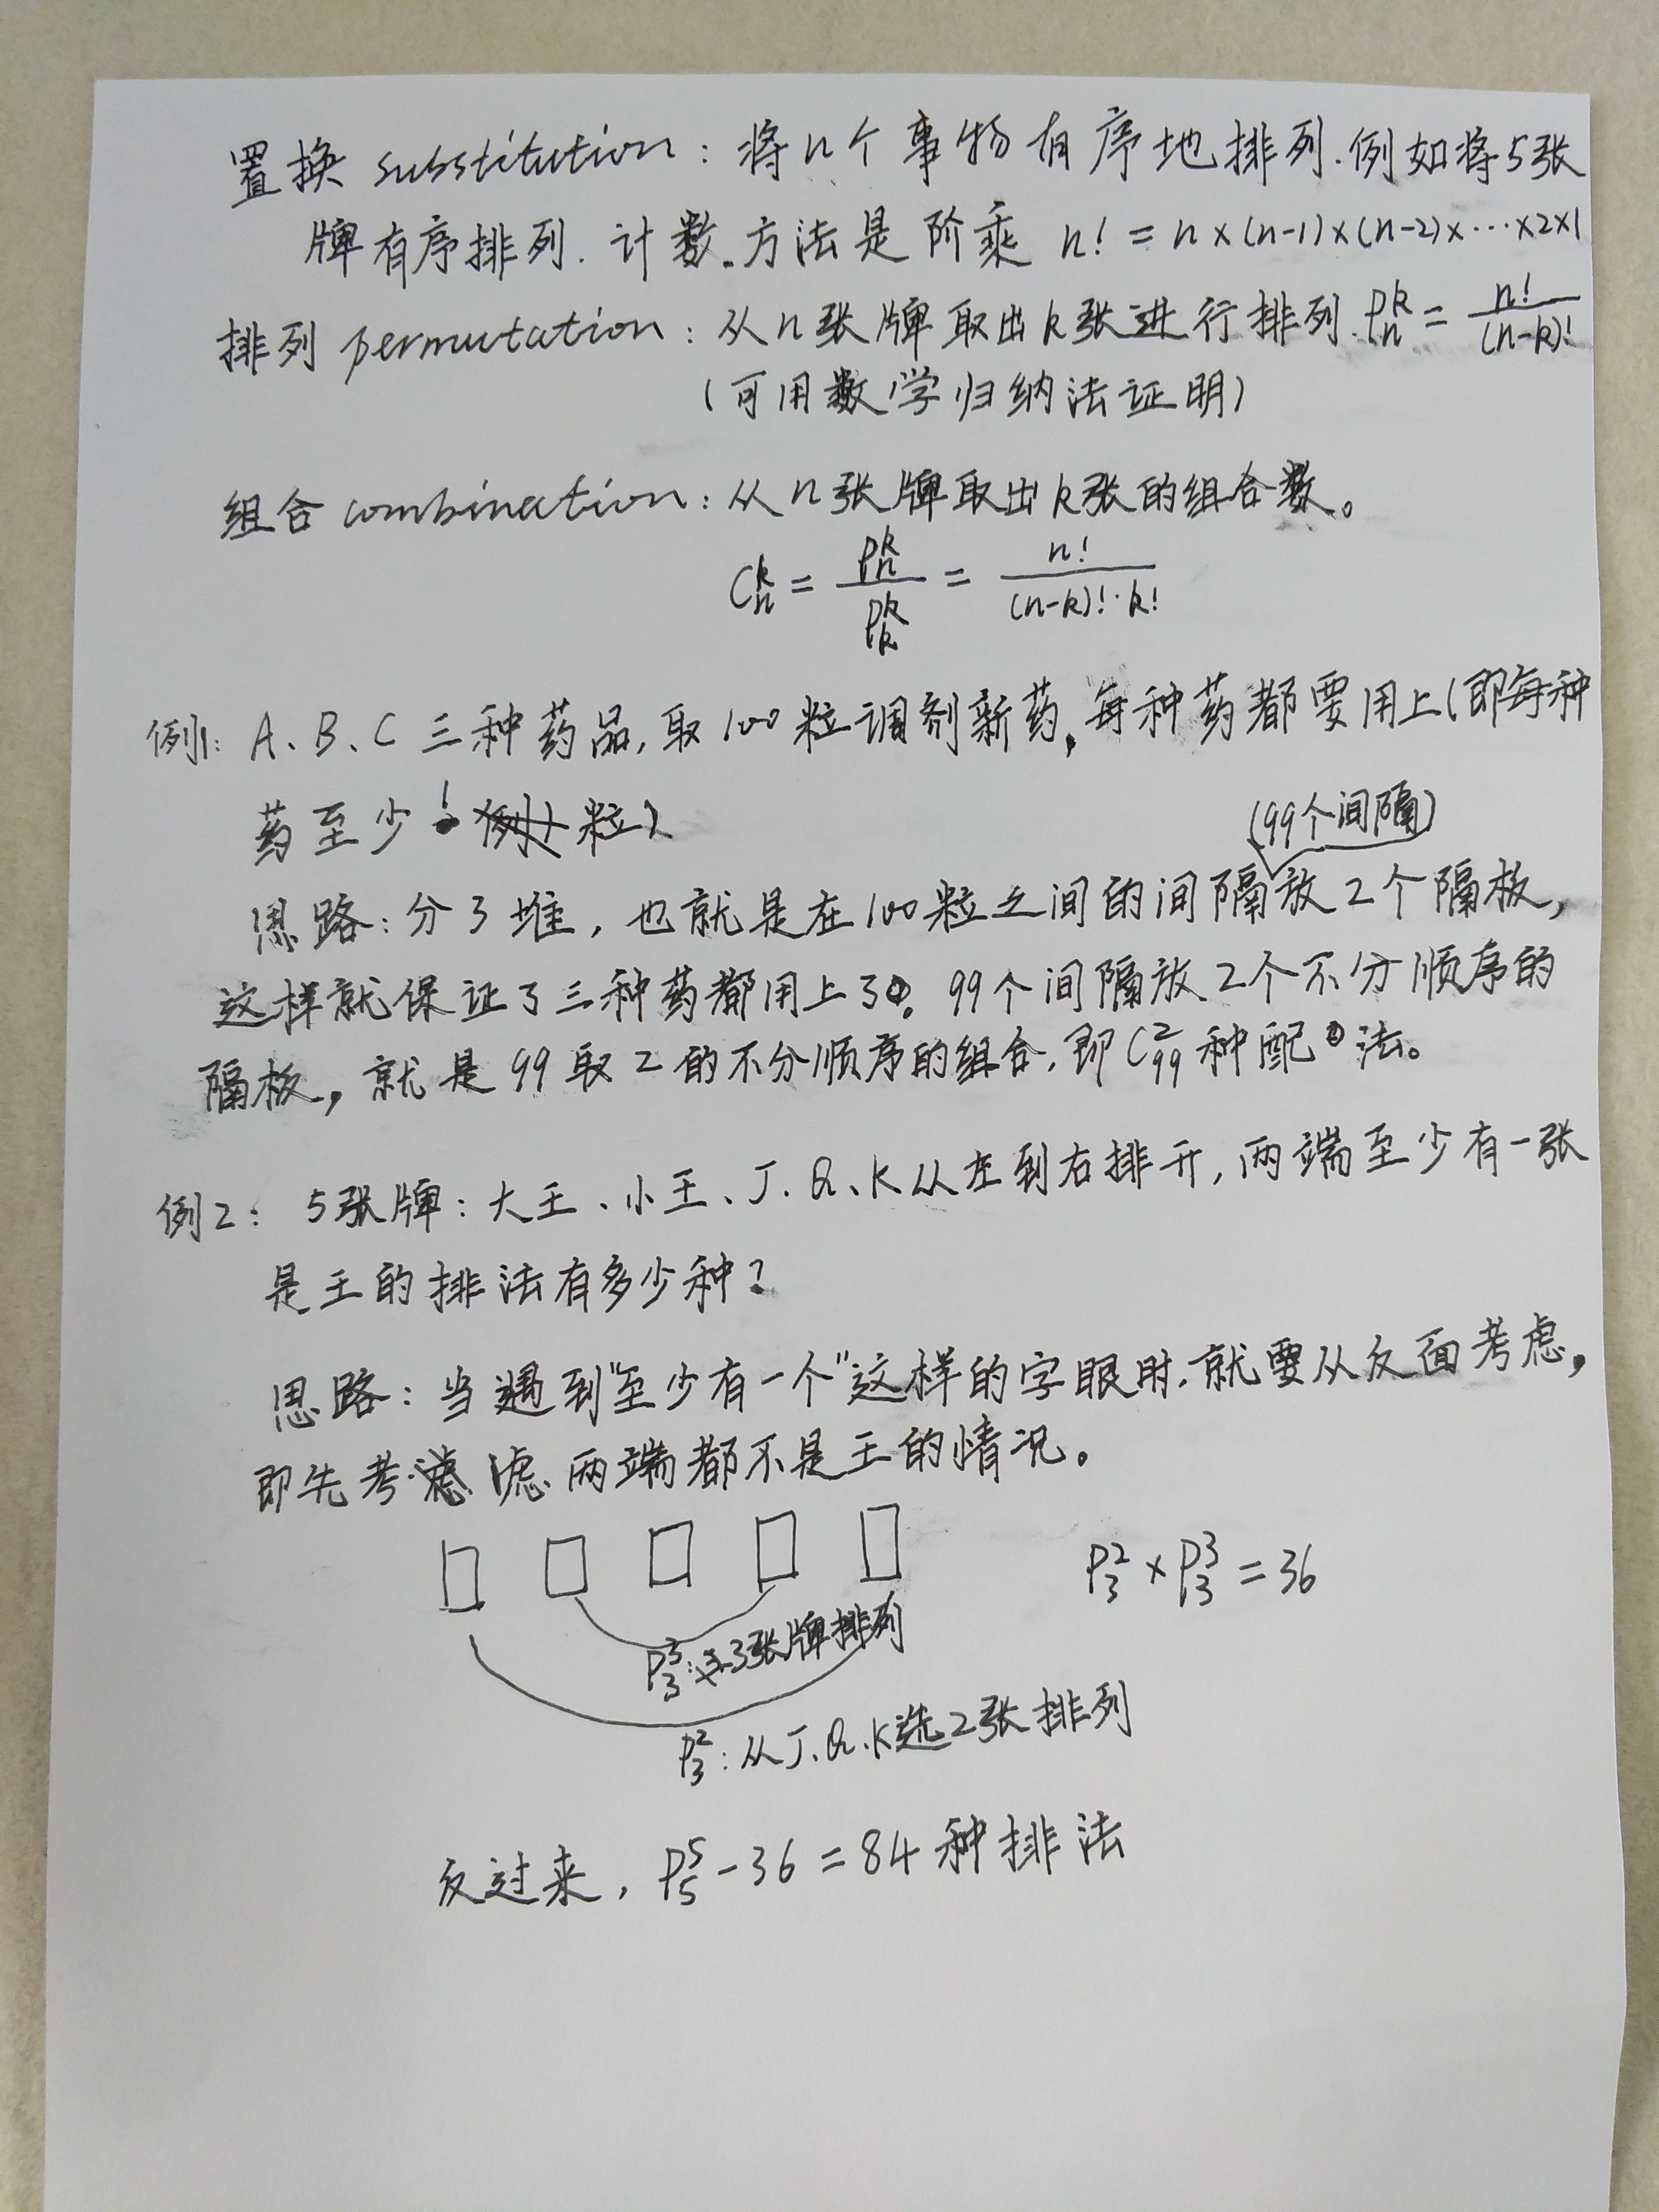 置换 substitution：将n个事物有序地排列.例如将5张
牌有序排列. 计数.方法是阶乘 n! = n×(n-1)×(n-2)×…×2×1
排列 permutation：从n张牌取出k张进行排列. P_n^k = n!/(n-k)!
(可用数学归纳法证明)
组合 combination：从n张牌取出k张的组合数。
C_n^k = P_n^k/P_k^k = n!/((n-k)!·k!)
例1: A、B、C三种药品,取100粒调剂新药,每种药都要用上(即每种
药至少1粒)
(99个间隔)
思路：分3堆，也就是在100粒之间的间隔放2个隔板，
这样就保证了三种药都用上了。99个间隔放2个不分顺序的
隔板，就是99取2的不分顺序的组合,即C_99^2种配法。
例2： 5张牌：大王、小王、J、Q、K从左到右排开,两端至少有一张
是王的排法有多少种?
思路：当遇到"至少有一个"这样的字眼时,就要从反面考虑，
即先考虑两端都不是王的情况。
P_3^2 × P_3^3 = 36
P_3^3：3张牌排列
P_3^2：从J、Q、K选2张排列
反过来，P_5^5 - 36 = 84种排法